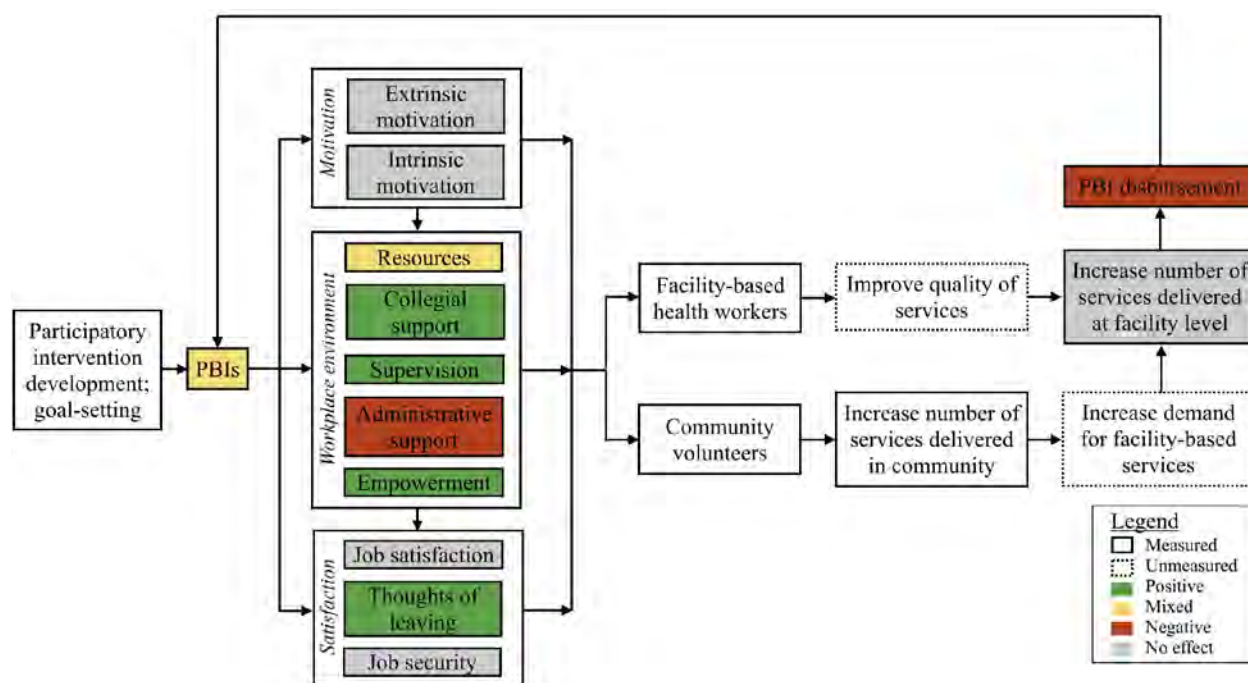 Participatory
intervention
development;
goal-setting
PBIs
Motivation
Extrinsic
motivation
Intrinsic
motivation
Workplace environment
Resources
Collegial
support
Supervision
Administrative
support
Empowerment
Satisfaction
Job satisfaction
Thoughts of
leaving
Job security
Facility-based
health workers
Improve quality of
services
Community
volunteers
Increase number of
services delivered
in community
Increase demand
for facility-based
services
Increase number of
services delivered
at facility level
PBI disbursement
Legend
Measured
Unmeasured
Positive
Mixed
Negative
No effect